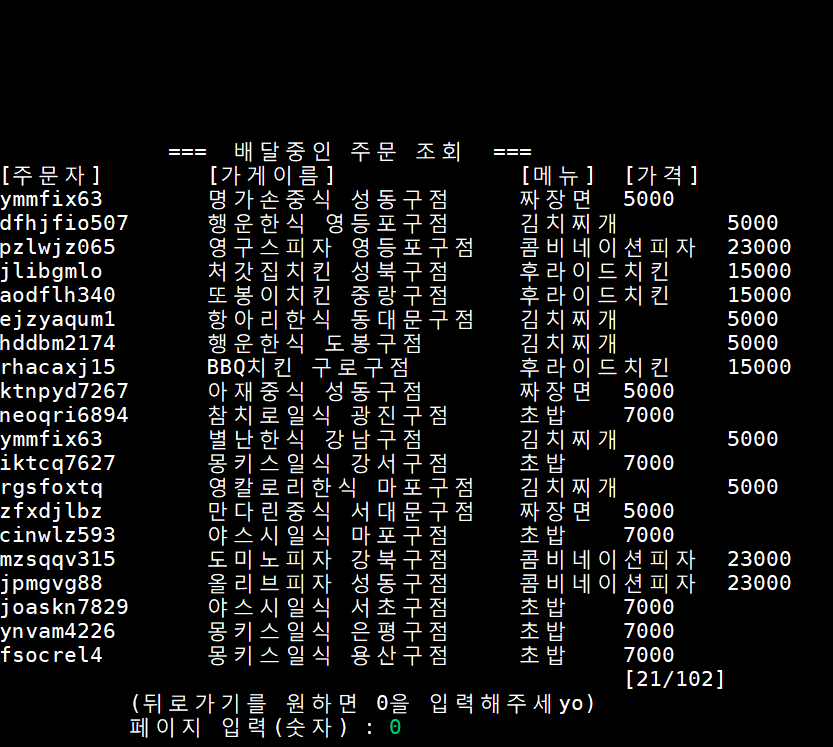 === 배달중인 주문 조회 ===
[주문자] [가게이름] [메뉴] [가격]
ymmfix63 명가손중식 성동구점 짜장면 5000
dfhjfio507 행운한식 영등포구점 김치찌개 5000
pzlwjz065 영구스피자 영등포구점 콤비네이션피자 23000
jlibgmlo 처갓집치킨 성북구점 후라이드치킨 15000
aodflh340 또봉이치킨 중랑구점 후라이드치킨 15000
ejzyaqum1 항아리한식 동대문구점 김치찌개 5000
hddbm2174 행운한식 도봉구점 김치찌개 5000
rhacaxj15 BBQ치킨 구로구점 후라이드치킨 15000
ktnpyd7267 아재중식 성동구점 짜장면 5000
neoqri6894 참치로일식 광진구점 초밥 7000
ymmfix63 별난한식 강남구점 김치찌개 5000
iktcq7627 몽키스일식 강서구점 초밥 7000
rgsfoxtq 영칼로리한식 마포구점 김치찌개 5000
zfxdjlbz 만다린중식 서대문구점 짜장면 5000
cinwlz593 야스시일식 마포구점 초밥 7000
mzsqqv315 도미노피자 강북구점 콤비네이션피자 23000
jpmgvg88 올리브피자 성동구점 콤비네이션피자 23000
joaskn7829 야스시일식 서초구점 초밥 7000
ynvam4226 몽키스일식 은평구점 초밥 7000
fsocrel4 몽키스일식 용산구점 초밥 7000
[21/102]
(뒤로가기를 원하면 0을 입력해주세yo)
페이지 입력(숫자) : 0